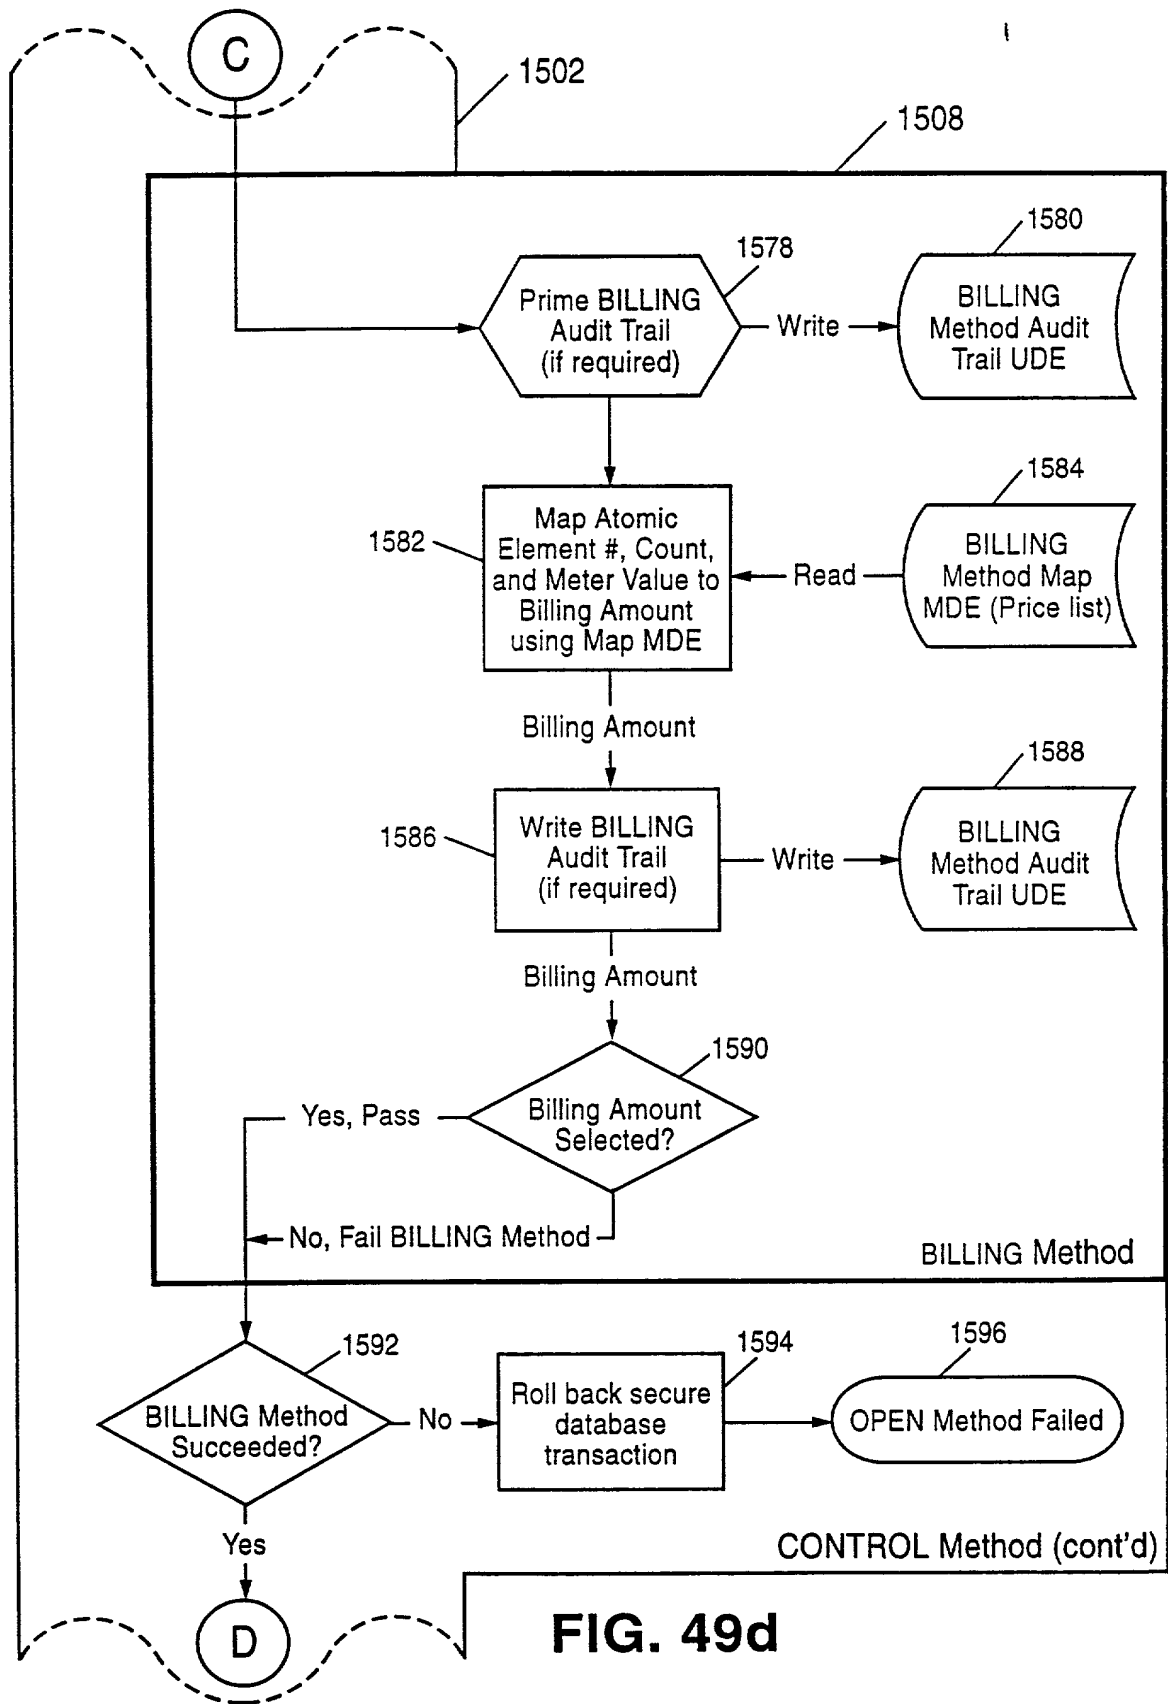 C
1502
1508
1578
1580
Prime BILLING
Audit Trail
(if required)
Write
BILLING
Method Audit
Trail UDE
1582
1584
Map Atomic
Element #, Count,
and Meter Value to
Billing Amount
using Map MDE
Read
BILLING
Method Map
MDE (Price list)
Billing Amount
1586
1588
Write BILLING
Audit Trail
(if required)
Write
BILLING
Method Audit
Trail UDE
Billing Amount
1590
Billing Amount
Selected?
Yes, Pass
No, Fail BILLING Method
BILLING Method
1592
1594
1596
BILLING Method
Succeeded?
No
Roll back secure
database
transaction
OPEN Method Failed
Yes
CONTROL Method (cont'd)
D
FIG. 49d